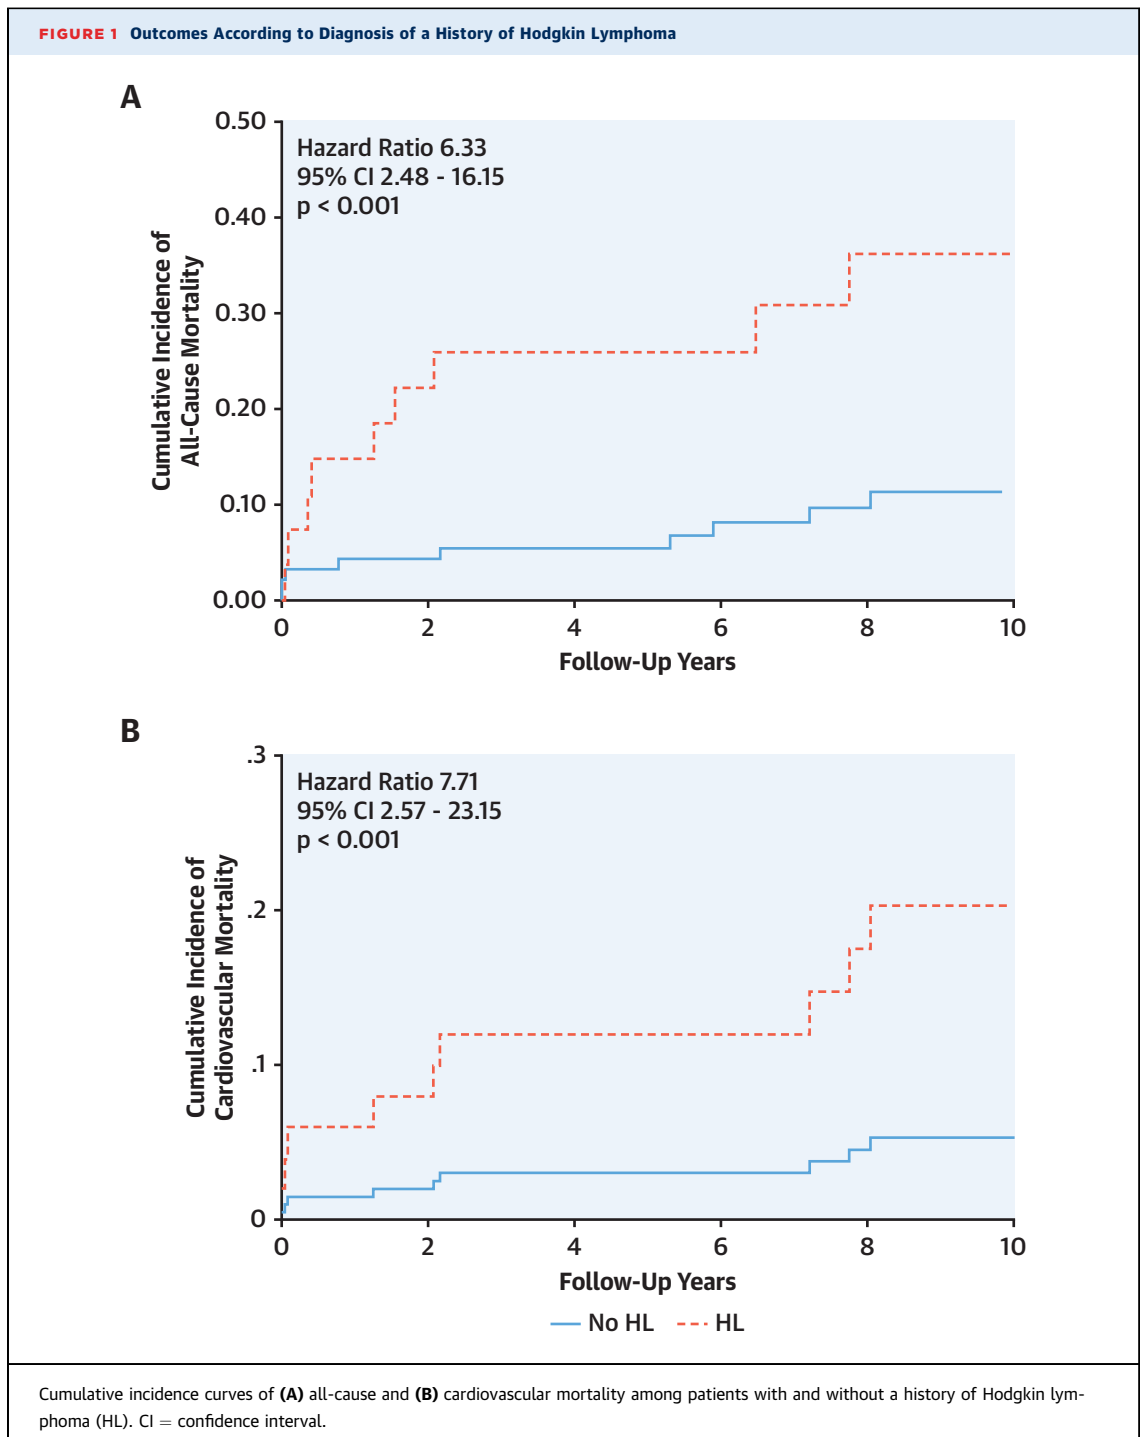 FIGURE 1 Outcomes According to Diagnosis of a History of Hodgkin Lymphoma
A
Cumulative Incidence of
All-Cause Mortality
0.50
0.40
0.30
0.20
0.10
0.00
Hazard Ratio 6.33
95% CI 2.48 - 16.15
p < 0.001
0 2 4 6 8 10
Follow-Up Years
B
Cumulative Incidence of
Cardiovascular Mortality
.3
.2
.1
0
Hazard Ratio 7.71
95% CI 2.57 - 23.15
p < 0.001
0 2 4 6 8 10
Follow-Up Years
No HL HL
Cumulative incidence curves of (A) all-cause and (B) cardiovascular mortality among patients with and without a history of Hodgkin lym-
phoma (HL). CI = confidence interval.